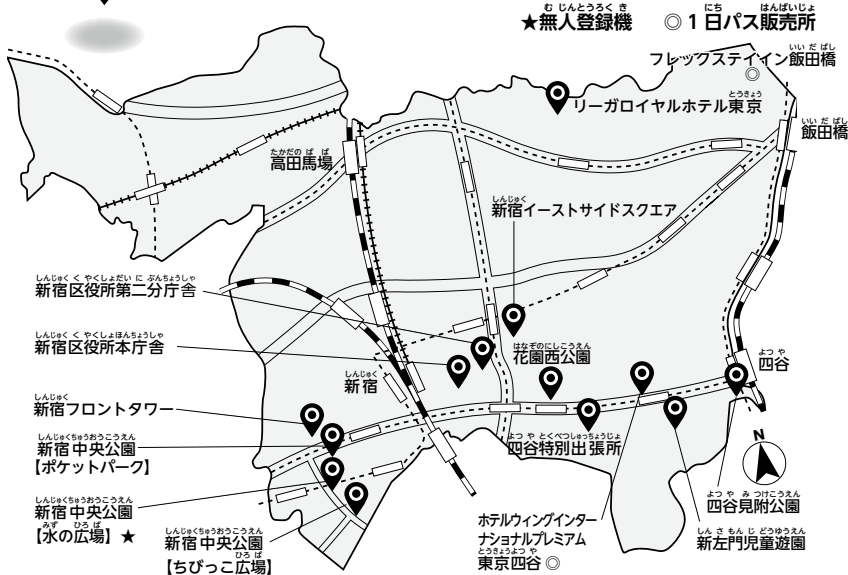 ★無人登録機　◎1日パス販売所
フレックステイイン飯田橋
◎
リーガロイヤルホテル東京
飯田橋
高田馬場
新宿イーストサイドスクエア
新宿区役所第二分庁舎
新宿区役所本庁舎
花園西公園
新宿
四谷
新宿フロントタワー
新宿中央公園
【ポケットパーク】
四谷特別出張所
N
新宿中央公園
【水の広場】★
新宿中央公園
【ちびっこ広場】
ホテルウィングインター
ナショナルプレミアム
東京四谷◎
四谷見附公園
新左門児童遊園